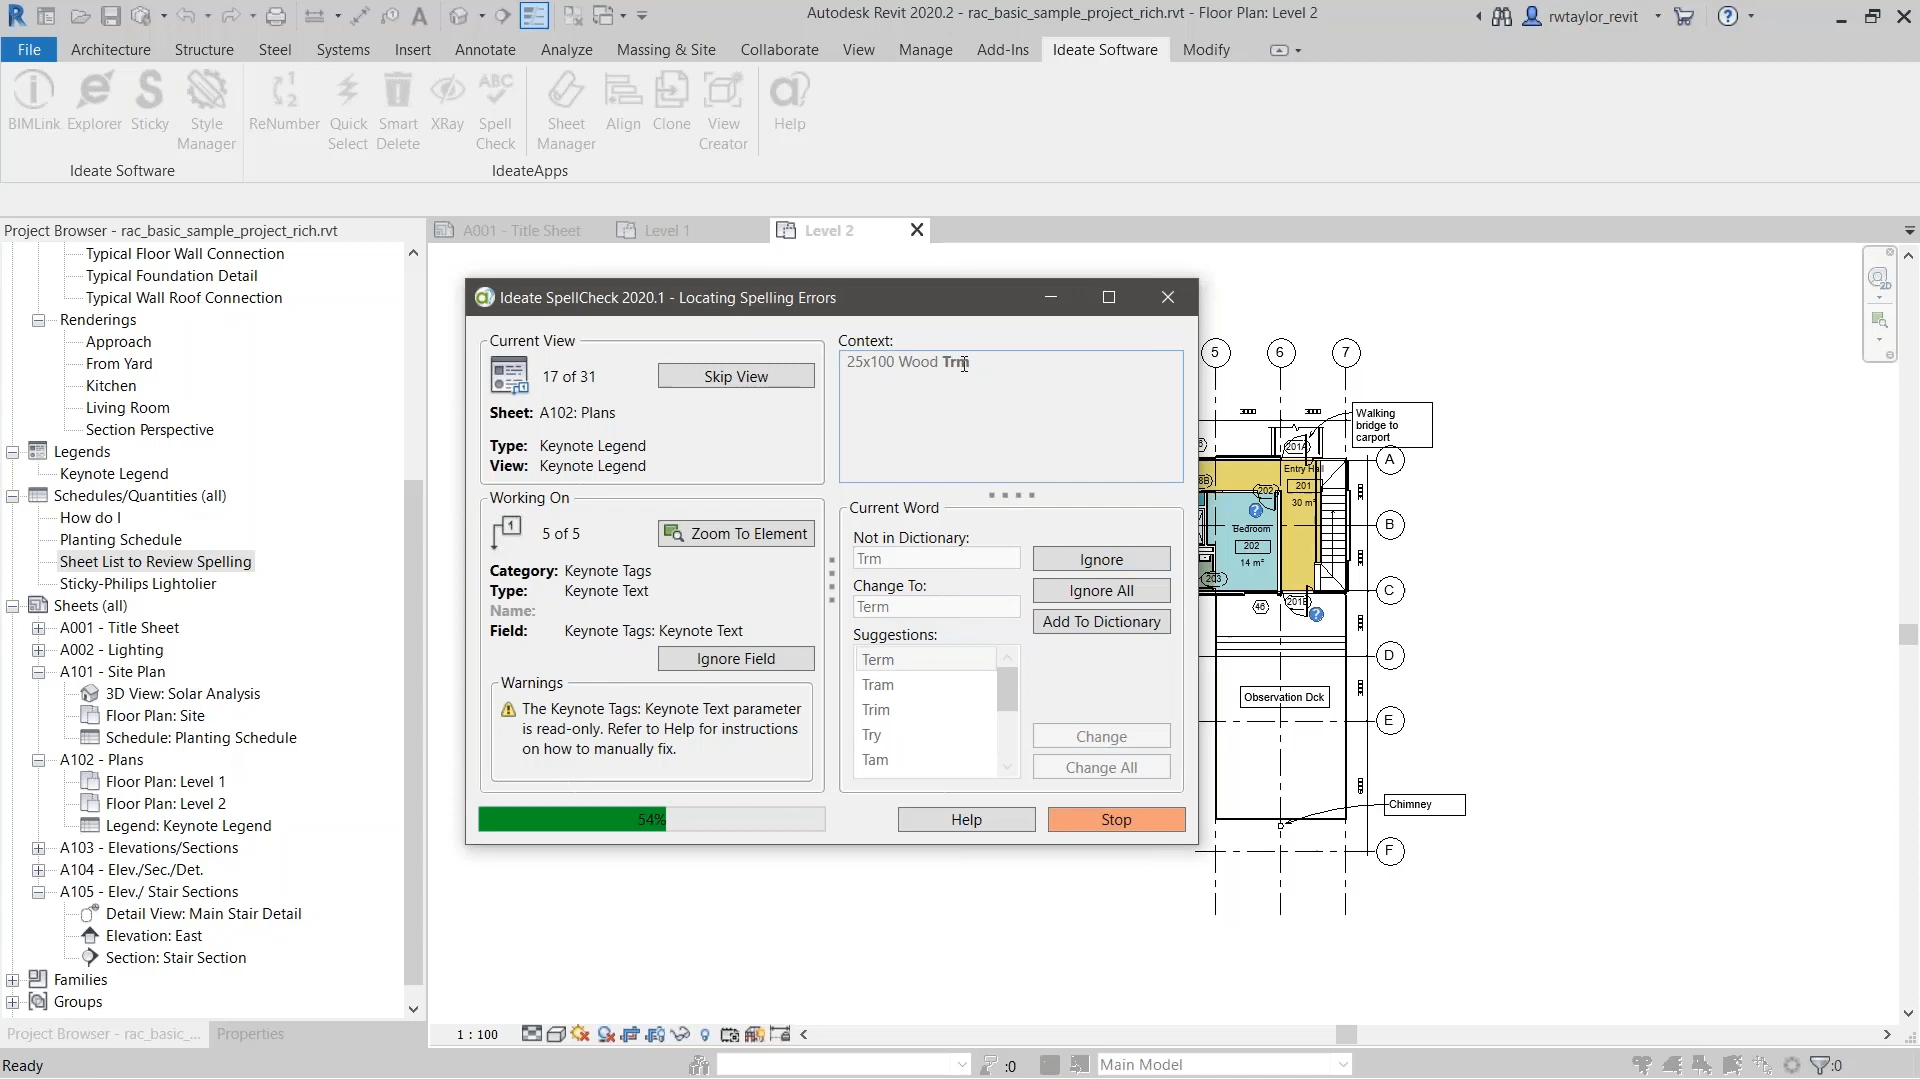 Autodesk Revit 2020.2 - rac_basic_sample_project_rich.rvt - Floor Plan: Level 2
rwtaylor_revit
File Architecture Structure Steel Systems Insert Annotate Analyze Massing & Site Collaborate View Manage Add-Ins Ideate Software Modify
BIMLink Explorer Sticky Style Manager ReNumber Quick Select Smart Delete XRay Spell Check Sheet Manager Align Clone View Creator Help
Ideate Software IdeateApps
Project Browser - rac_basic_sample_project_rich.rvt
A001 - Title Sheet Level 1 Level 2
Typical Floor Wall Connection
Typical Foundation Detail
Typical Wall Roof Connection
Renderings
Approach
From Yard
Kitchen
Living Room
Section Perspective
Legends
Keynote Legend
Schedules/Quantities (all)
How do I
Planting Schedule
Sheet List to Review Spelling
Sticky-Philips Lightolier
Sheets (all)
A001 - Title Sheet
A002 - Lighting
A101 - Site Plan
3D View: Solar Analysis
Floor Plan: Site
Schedule: Planting Schedule
A102 - Plans
Floor Plan: Level 1
Floor Plan: Level 2
Legend: Keynote Legend
A103 - Elevations/Sections
A104 - Elev./Sec./Det.
A105 - Elev./ Stair Sections
Detail View: Main Stair Detail
Elevation: East
Section: Stair Section
Families
Groups
Project Browser - rac_basic_... Properties
Ideate SpellCheck 2020.1 - Locating Spelling Errors
Current View
17 of 31
Skip View
Sheet: A102: Plans
Type: Keynote Legend
View: Keynote Legend
Working On
5 of 5
Zoom To Element
Category: Keynote Tags
Type: Keynote Text
Name:
Field: Keynote Tags: Keynote Text
Ignore Field
Warnings
The Keynote Tags: Keynote Text parameter
is read-only. Refer to Help for instructions
on how to manually fix.
54%
Context:
25x100 Wood Trm
Current Word
Not in Dictionary:
Trm
Ignore
Change To:
Term
Ignore All
Add To Dictionary
Suggestions:
Term
Tram
Trim
Try
Tam
Change
Change All
Help
Stop
5 6 7
Walking
bridge to
carport
A
201A
Entry Hall
201
30 m²
202
B
Bedroom
202
14 m²
203
C
46
201B
D
Observation Dck
E
Chimney
F
1 : 100
Ready
:0
Main Model
:0